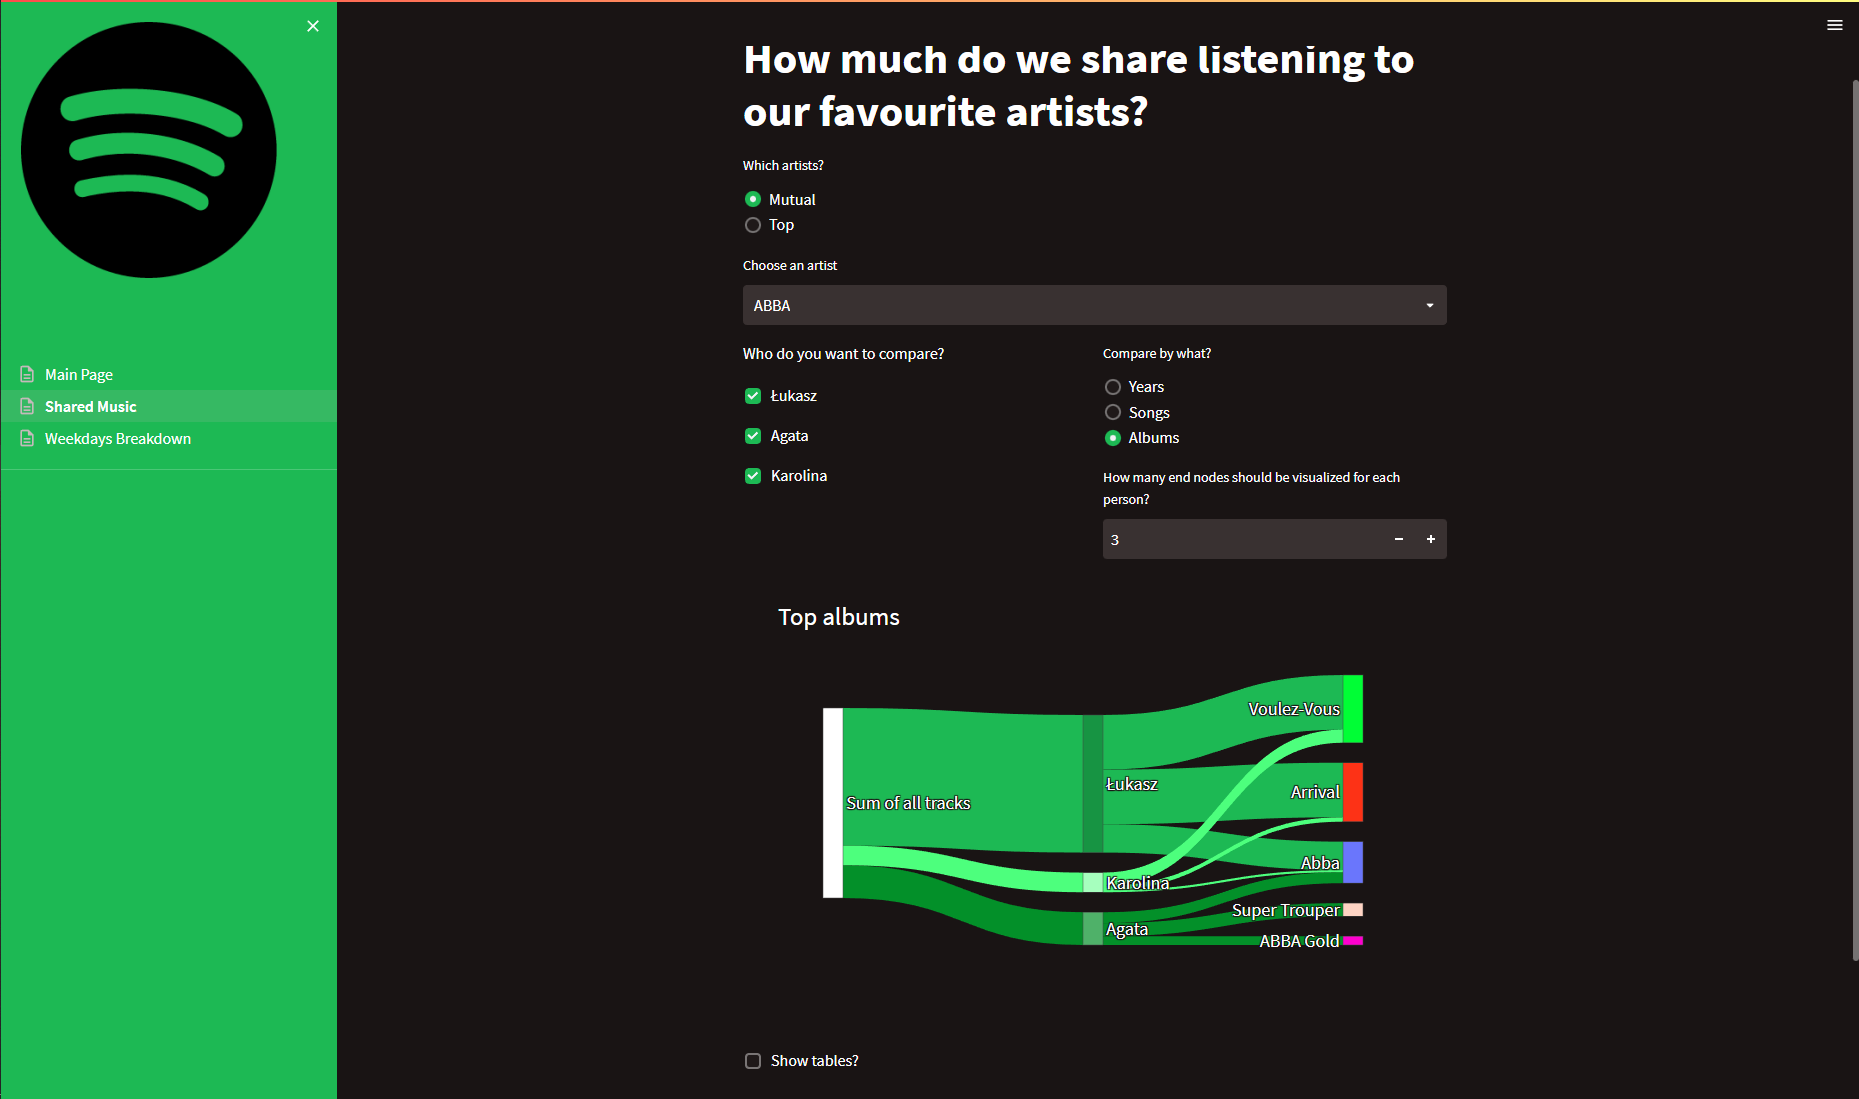 Main Page
Shared Music
Weekdays Breakdown
How much do we share listening to
our favourite artists?
Which artists?
Mutual
Top
Choose an artist
ABBA
Who do you want to compare?
Łukasz
Agata
Karolina
Compare by what?
Years
Songs
Albums
How many end nodes should be visualized for each
person?
3
Top albums
Sum of all tracks
Łukasz
Karolina
Agata
Voulez-Vous
Arrival
Abba
Super Trouper
ABBA Gold
Show tables?